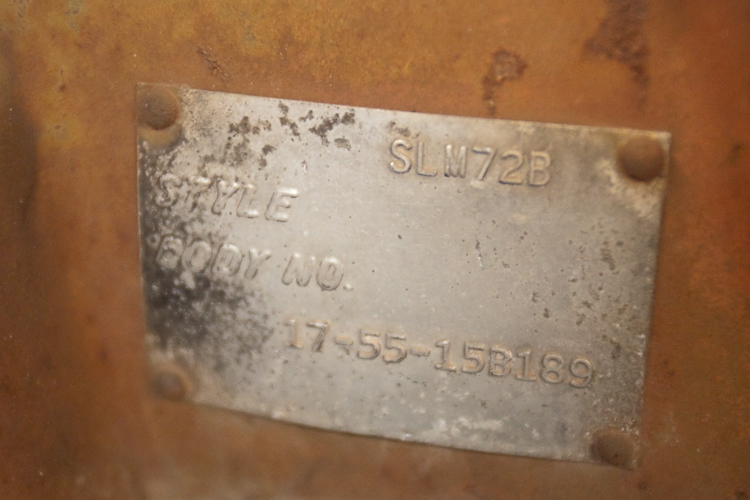 SLM72B
STYLE
BODY NO.
17-55-15B189